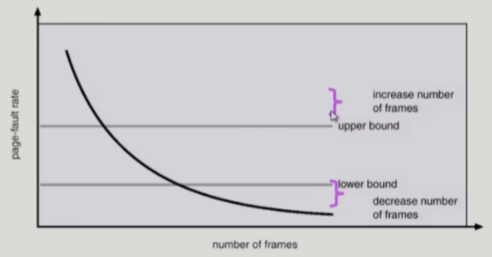 increase number
of frames
upper bound
page-fault rate
lower bound
decrease number
of frames
number of frames